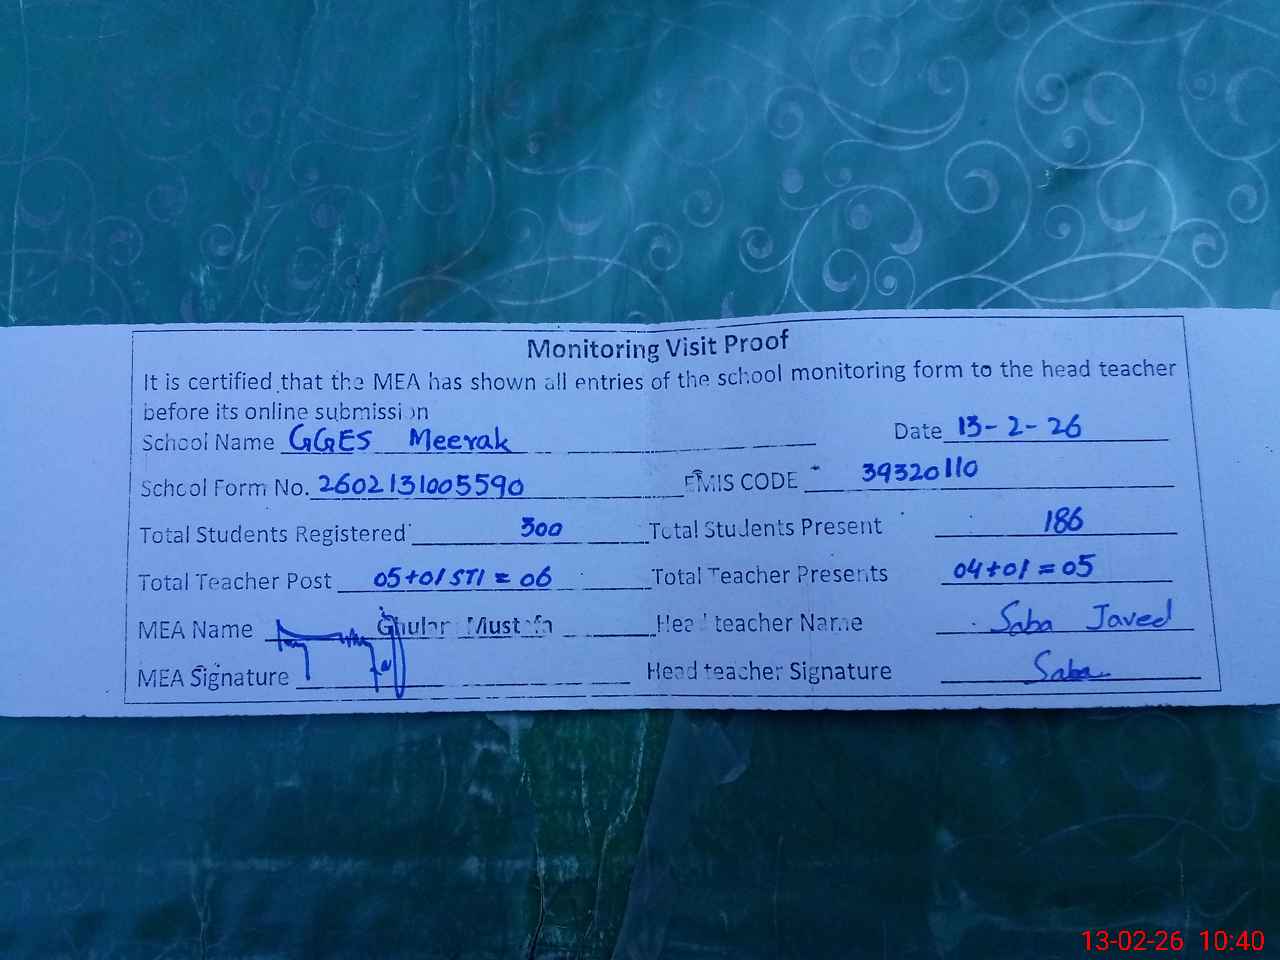 Monitoring Visit Proof
It is certified that the MEA has shown all entries of the school monitoring form to the head teacher
before its online submission
School Name GGES Meerak Date 13-2-26
School Form No. 2602131005590 EMIS CODE 39320110
Total Students Registered 300 Total Students Present 186
Total Teacher Post 05+01 STI = 06 Total Teacher Presents 04+01=05
MEA Name Ghulam Mustafa Head teacher Name Saba Javed
MEA Signature Head teacher Signature Saba
13-02-26 10:40